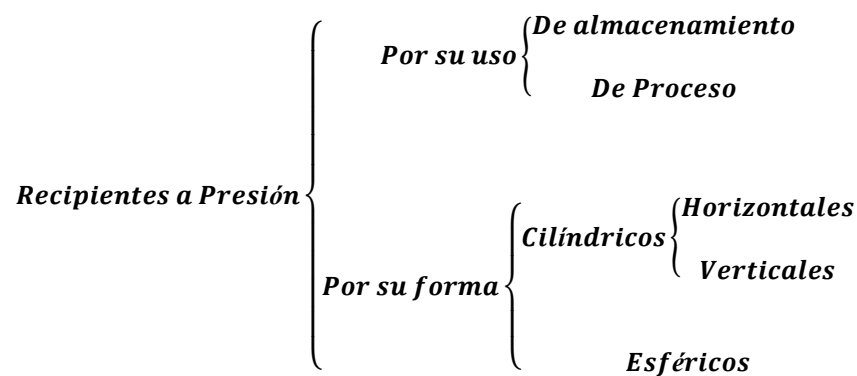 De almacenamiento
Por su uso
De Proceso
Recipientes a Presión
Horizontales
Cilíndricos
Verticales
Por su forma
Esféricos